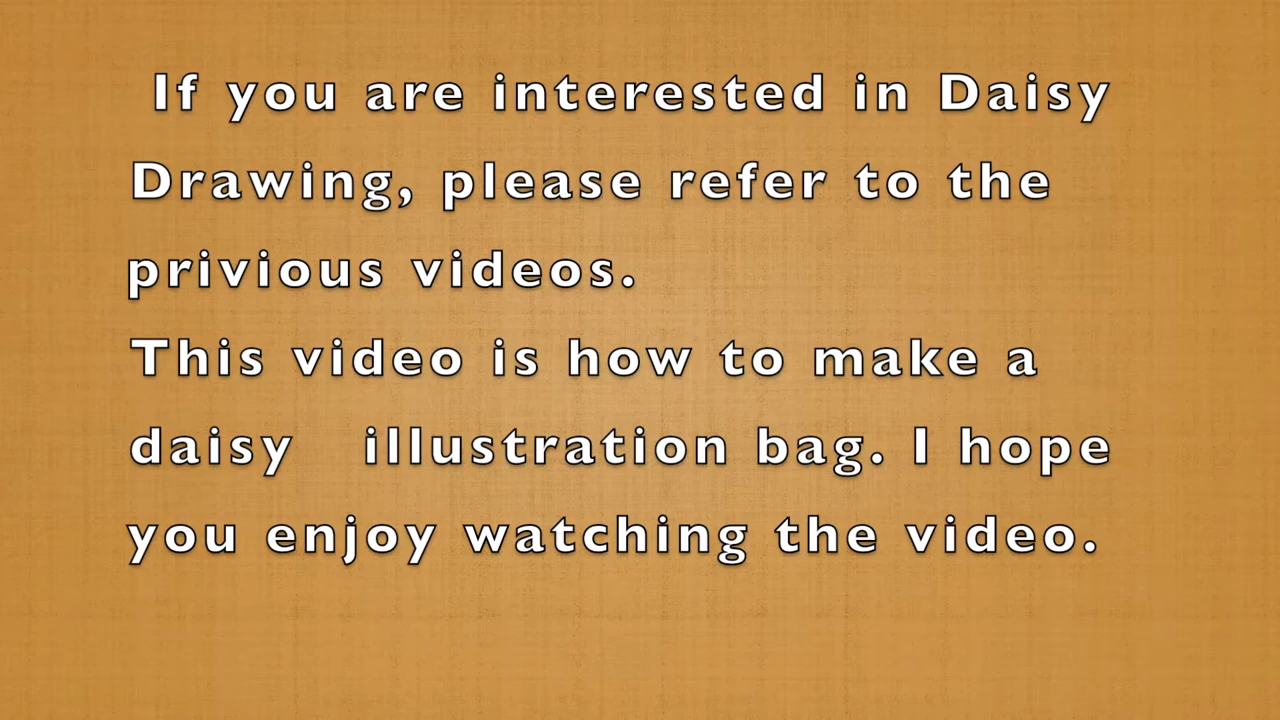 If you are interested in Daisy
Drawing, please refer to the
privious videos.
This video is how to make a
daisy illustration bag. I hope
you enjoy watching the video.